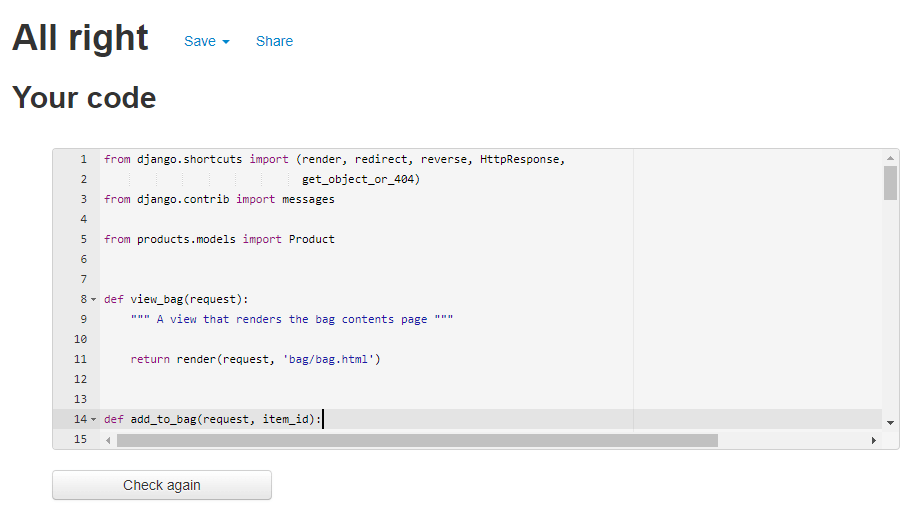 All right Save Share
Your code
1 from django.shortcuts import (render, redirect, reverse, HttpResponse,
2 get_object_or_404)
3 from django.contrib import messages
4
5 from products.models import Product
6
7
8 def view_bag(request):
9 """ A view that renders the bag contents page """
10
11 return render(request, 'bag/bag.html')
12
13
14 def add_to_bag(request, item_id):
15
Check again